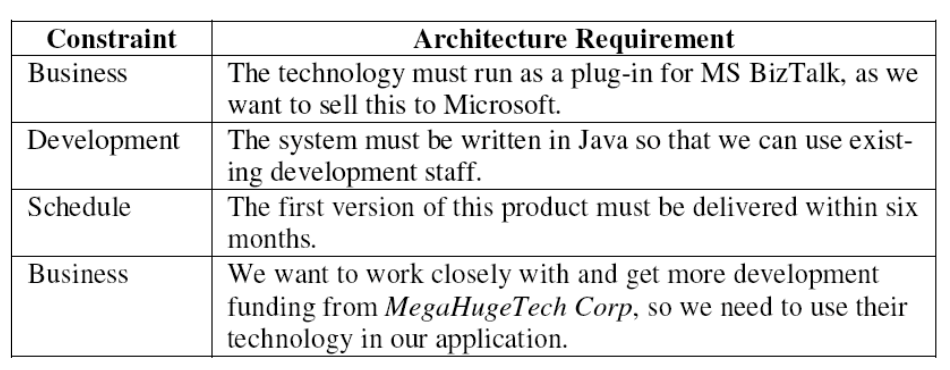 Constraint Architecture Requirement
Business The technology must run as a plug-in for MS BizTalk, as we
want to sell this to Microsoft.
Development The system must be written in Java so that we can use exist-
ing development staff.
Schedule The first version of this product must be delivered within six
months.
Business We want to work closely with and get more development
funding from MegaHugeTech Corp, so we need to use their
technology in our application.